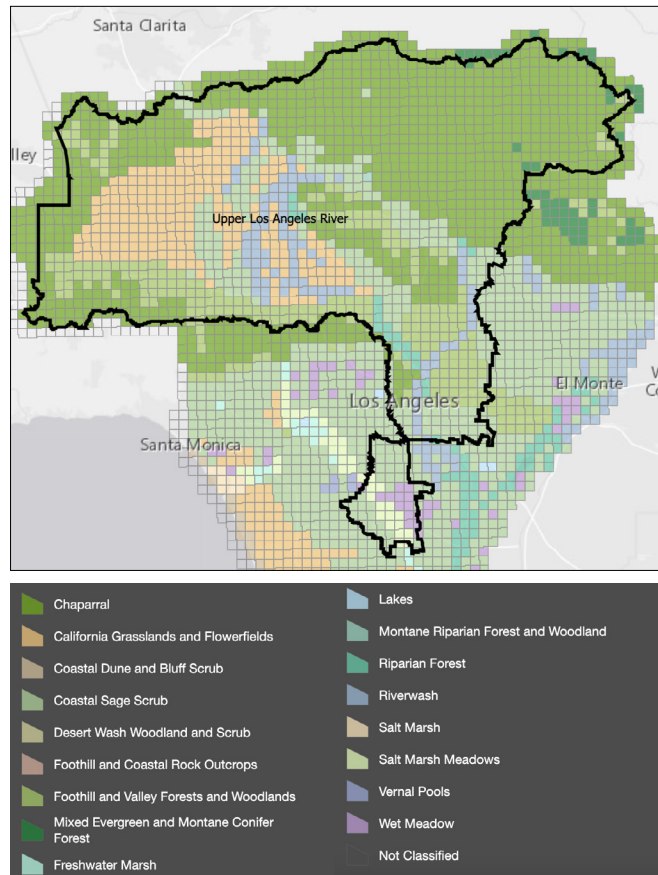 Santa Clarita
lley
Upper Los Angeles River
W
El Monte
Co
Los Angeles
Santa Monica
Chaparral
California Grasslands and Flowerfields
Coastal Dune and Bluff Scrub
Coastal Sage Scrub
Desert Wash Woodland and Scrub
Foothill and Coastal Rock Outcrops
Foothill and Valley Forests and Woodlands
Mixed Evergreen and Montane Conifer
Forest
Freshwater Marsh
Lakes
Montane Riparian Forest and Woodland
Riparian Forest
Riverwash
Salt Marsh
Salt Marsh Meadows
Vernal Pools
Wet Meadow
Not Classified